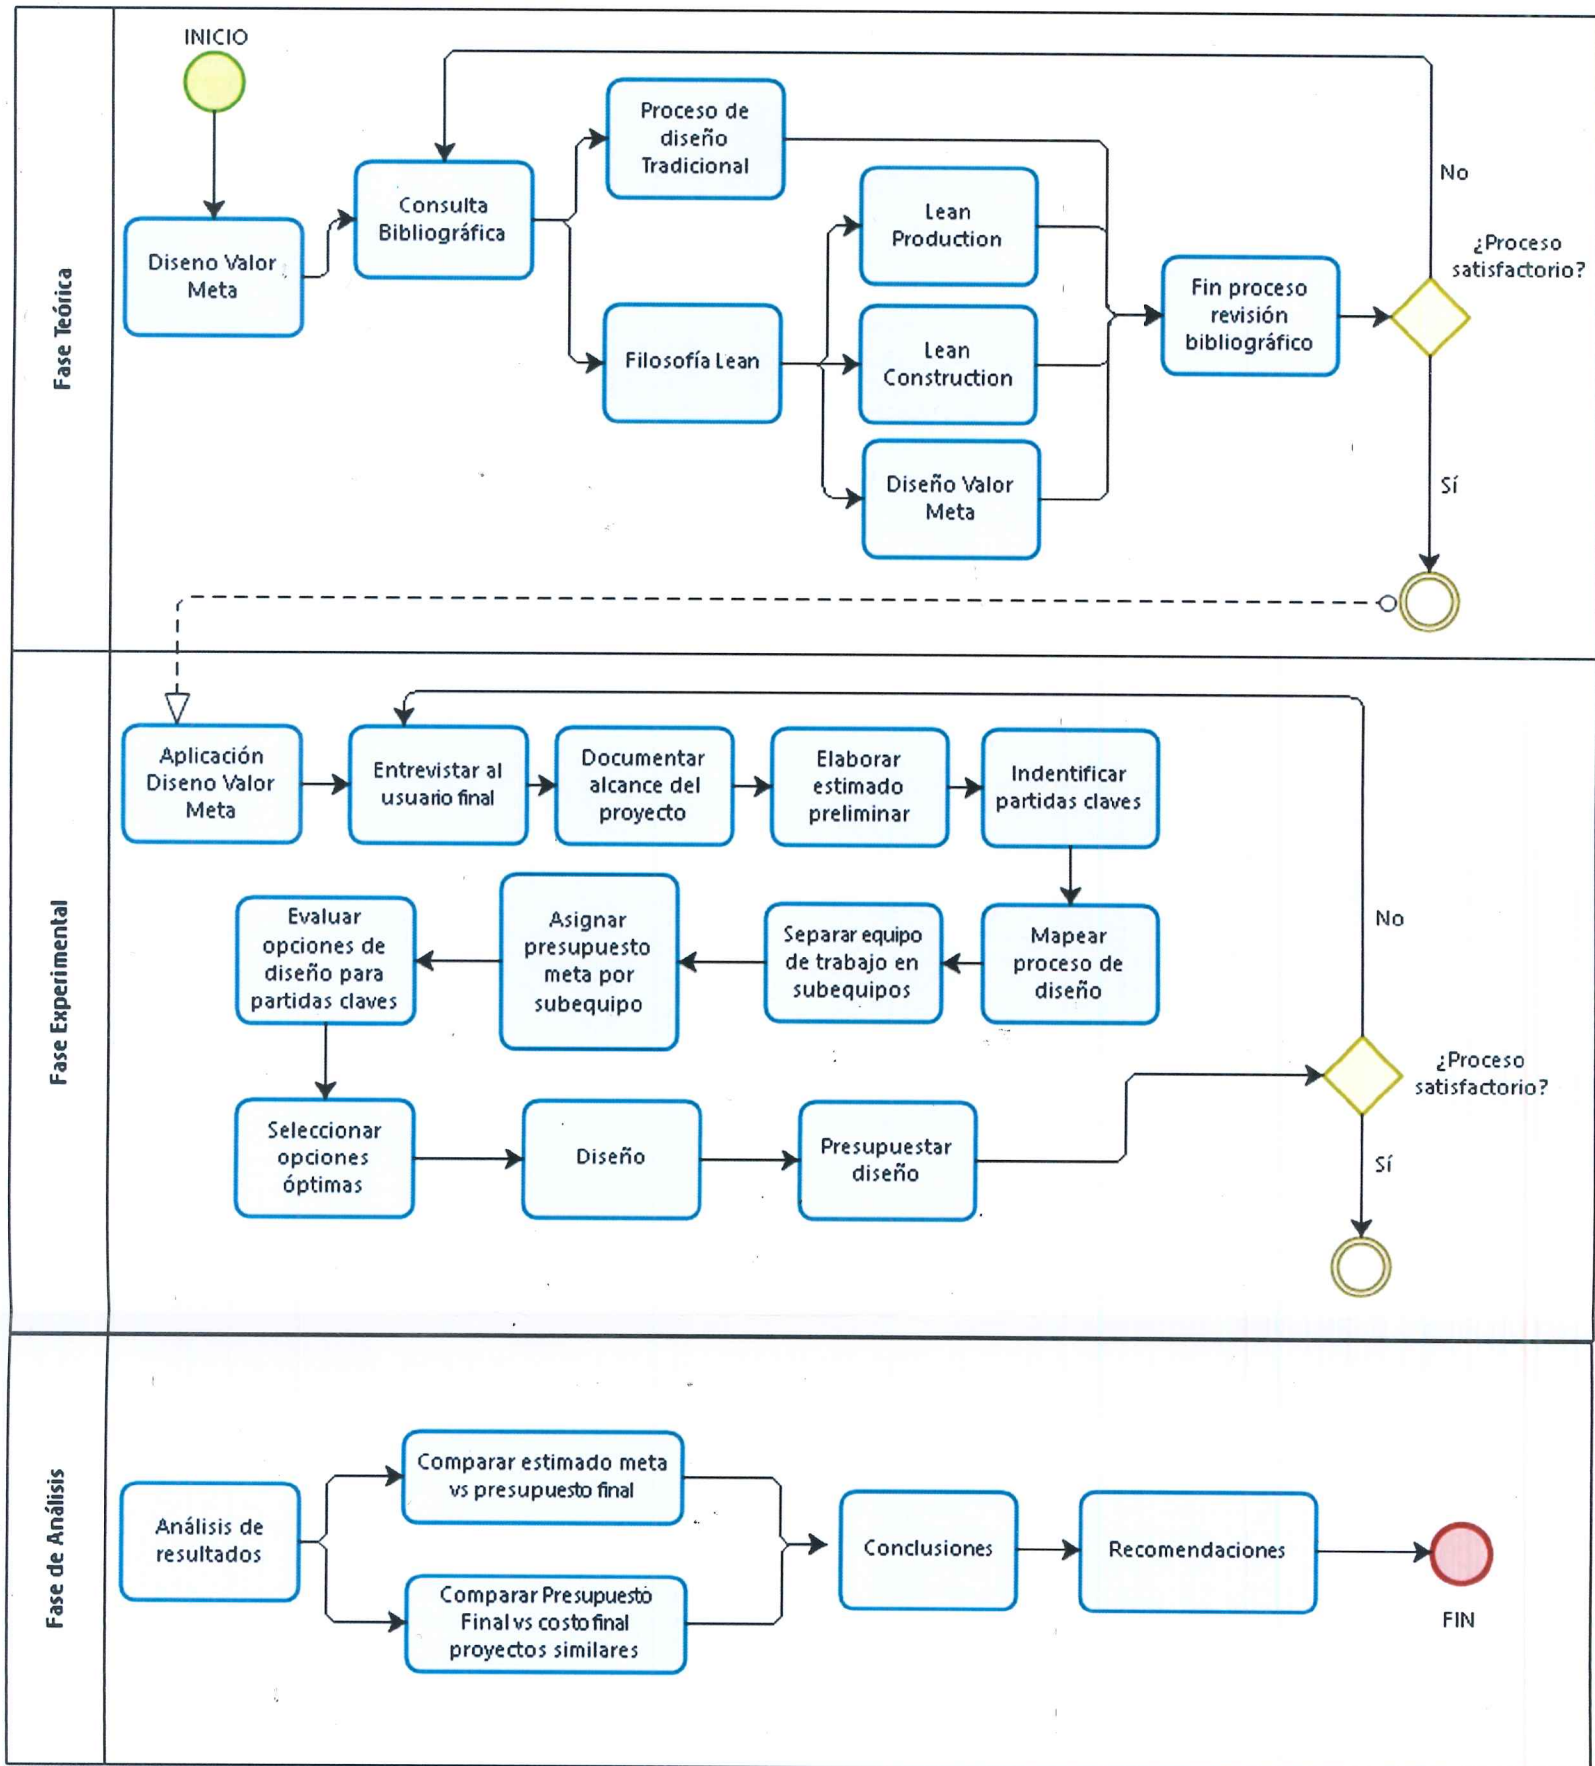 Fase Teórica
INICIO
Diseno Valor
Meta
Consulta
Bibliográfica
Proceso de
diseño
Tradicional
Filosofía Lean
Lean
Production
Lean
Construction
Diseño Valor
Meta
Fin proceso
revisión
bibliográfico
¿Proceso
satisfactorio?
No
Sí
Fase Experimental
Aplicación
Diseno Valor
Meta
Entrevistar al
usuario final
Documentar
alcance del
proyecto
Elaborar
estimado
preliminar
Indentificar
partidas claves
Mapear
proceso de
diseño
Separar equipo
de trabajo en
subequipos
Asignar
presupuesto
meta por
subequipo
Evaluar
opciones de
diseño para
partidas claves
Seleccionar
opciones
óptimas
Diseño
Presupuestar
diseño
¿Proceso
satisfactorio?
No
Sí
Fase de Análisis
Análisis de
resultados
Comparar estimado meta
vs presupuesto final
Comparar Presupuesto
Final vs costo final
proyectos similares
Conclusiones
Recomendaciones
FIN